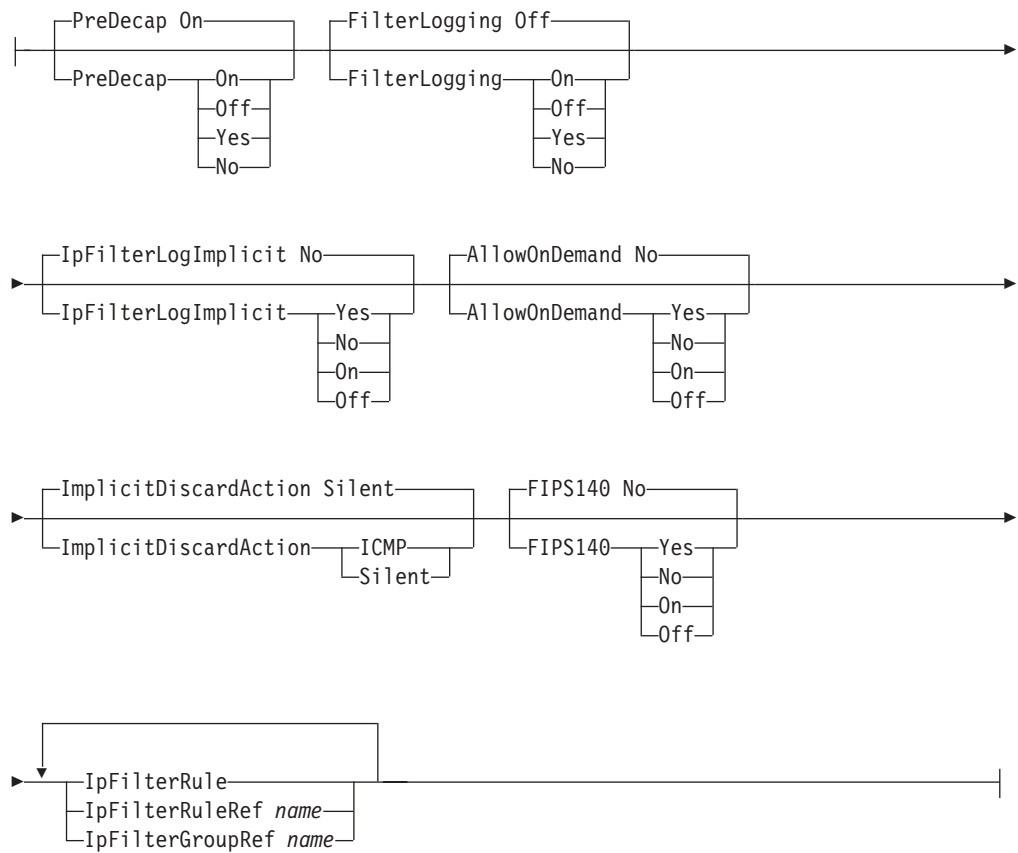 PreDecap On FilterLogging Off
PreDecap On FilterLogging On
Off Off
Yes Yes
No No
IpFilterLogImplicit No AllowOnDemand No
IpFilterLogImplicit Yes AllowOnDemand Yes
No No
On On
Off Off
ImplicitDiscardAction Silent FIPS140 No
ImplicitDiscardAction ICMP FIPS140 Yes
Silent No
On
Off
IpFilterRule
IpFilterRuleRef name
IpFilterGroupRef name